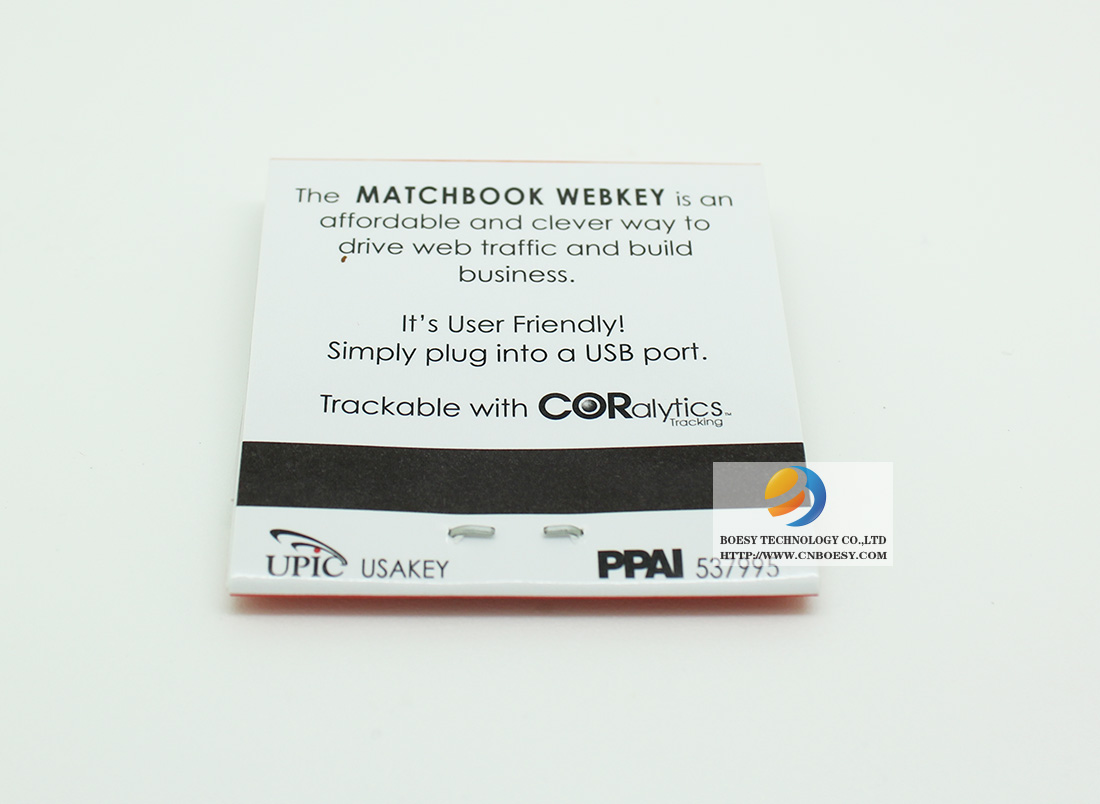 The MATCHBOOK WEBKEY is an
affordable and clever way to
drive web traffic and build
business.
It's User Friendly!
Simply plug into a USB port.
Trackable with CORalytics™
Tracking
UPIC USAKEY
PPAI 537995
BOESY TECHNOLOGY CO.,LTD
HTTP://WWW.CNBOESY.COM